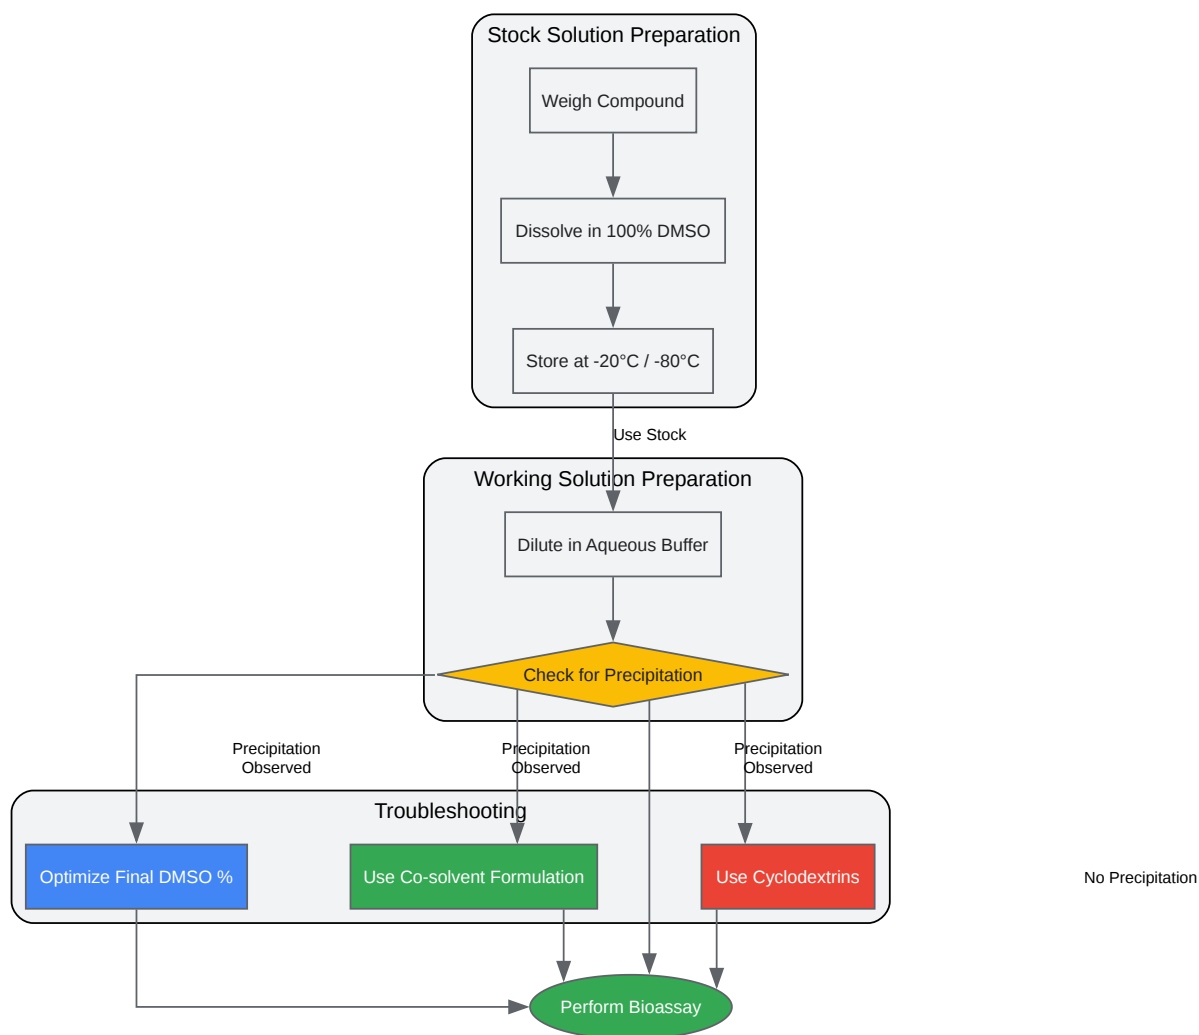 Stock Solution Preparation
Weigh Compound
Dissolve in 100% DMSO
Store at -20°C / -80°C
Use Stock
Working Solution Preparation
Dilute in Aqueous Buffer
Check for Precipitation
Precipitation
Observed
Precipitation
Observed
Precipitation
Observed
Troubleshooting
Optimize Final DMSO %
Use Co-solvent Formulation
Use Cyclodextrins
No Precipitation
Perform Bioassay